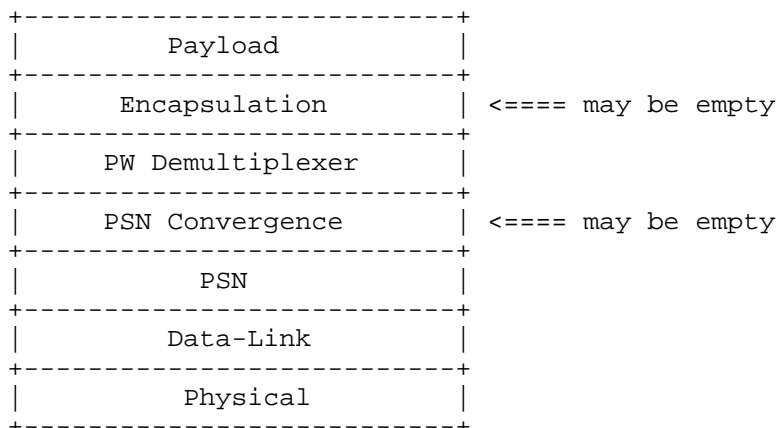 +---------------------------+
|          Payload          |
+---------------------------+
|       Encapsulation       | <==== may be empty
+---------------------------+
|     PW Demultiplexer      |
+---------------------------+
|      PSN Convergence      | <==== may be empty
+---------------------------+
|            PSN            |
+---------------------------+
|         Data-Link         |
+---------------------------+
|          Physical         |
+---------------------------+